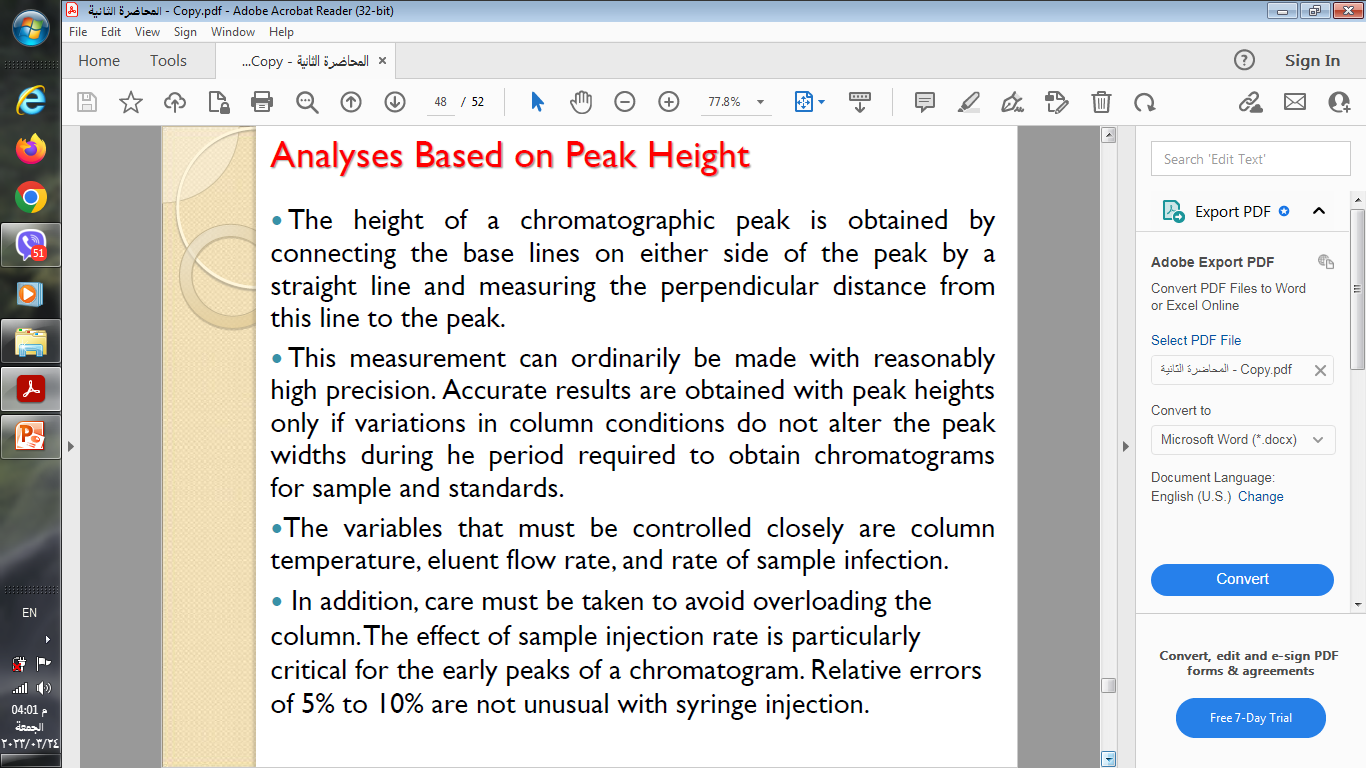 المحاضرة الثانية - Copy.pdf - Adobe Acrobat Reader (32-bit)
File Edit View Sign Window Help
Home Tools المحاضرة الثانية - Copy... × ? Sign In
48 / 52 77.8%
Analyses Based on Peak Height
• The height of a chromatographic peak is obtained by
connecting the base lines on either side of the peak by a
straight line and measuring the perpendicular distance from
this line to the peak.
• This measurement can ordinarily be made with reasonably
high precision. Accurate results are obtained with peak heights
only if variations in column conditions do not alter the peak
widths during he period required to obtain chromatograms
for sample and standards.
•The variables that must be controlled closely are column
temperature, eluent flow rate, and rate of sample infection.
• In addition, care must be taken to avoid overloading the
column. The effect of sample injection rate is particularly
critical for the early peaks of a chromatogram. Relative errors
of 5% to 10% are not unusual with syringe injection.
Search 'Edit Text'
Export PDF
Adobe Export PDF
Convert PDF Files to Word
or Excel Online
Select PDF File
المحاضرة الثانية - Copy.pdf
Convert to
Microsoft Word (*.docx)
Document Language:
English (U.S.) Change
Convert
Convert, edit and e-sign PDF
forms & agreements
Free 7-Day Trial
51
EN
04:01 م
الجمعة
٢٠٢٣/٠٣/٢٤